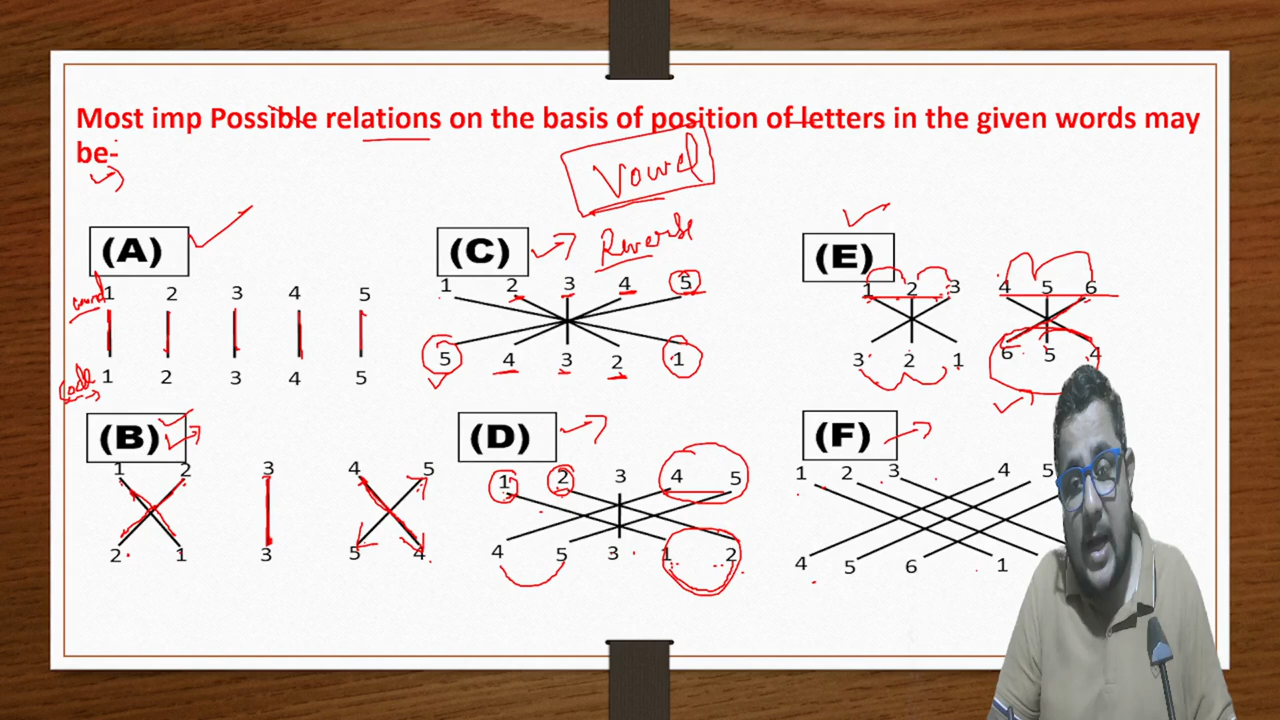 Most imp Possible relations on the basis of position of letters in the given words may
be-
Vowel
(A)
word
1 2 3 4 5
1 2 3 4 5
Code
(C)
Reverse
1 2 3 4 5
5 4 3 2 1
(E)
1 2 3 4 5 6
3 2 1 6 5 4
(B)
1 2 3 4 5
2 1 3 5 4
(D)
1 2 3 4 5
4 5 3 1 2
(F)
1 2 3 4 5
4 5 6 1